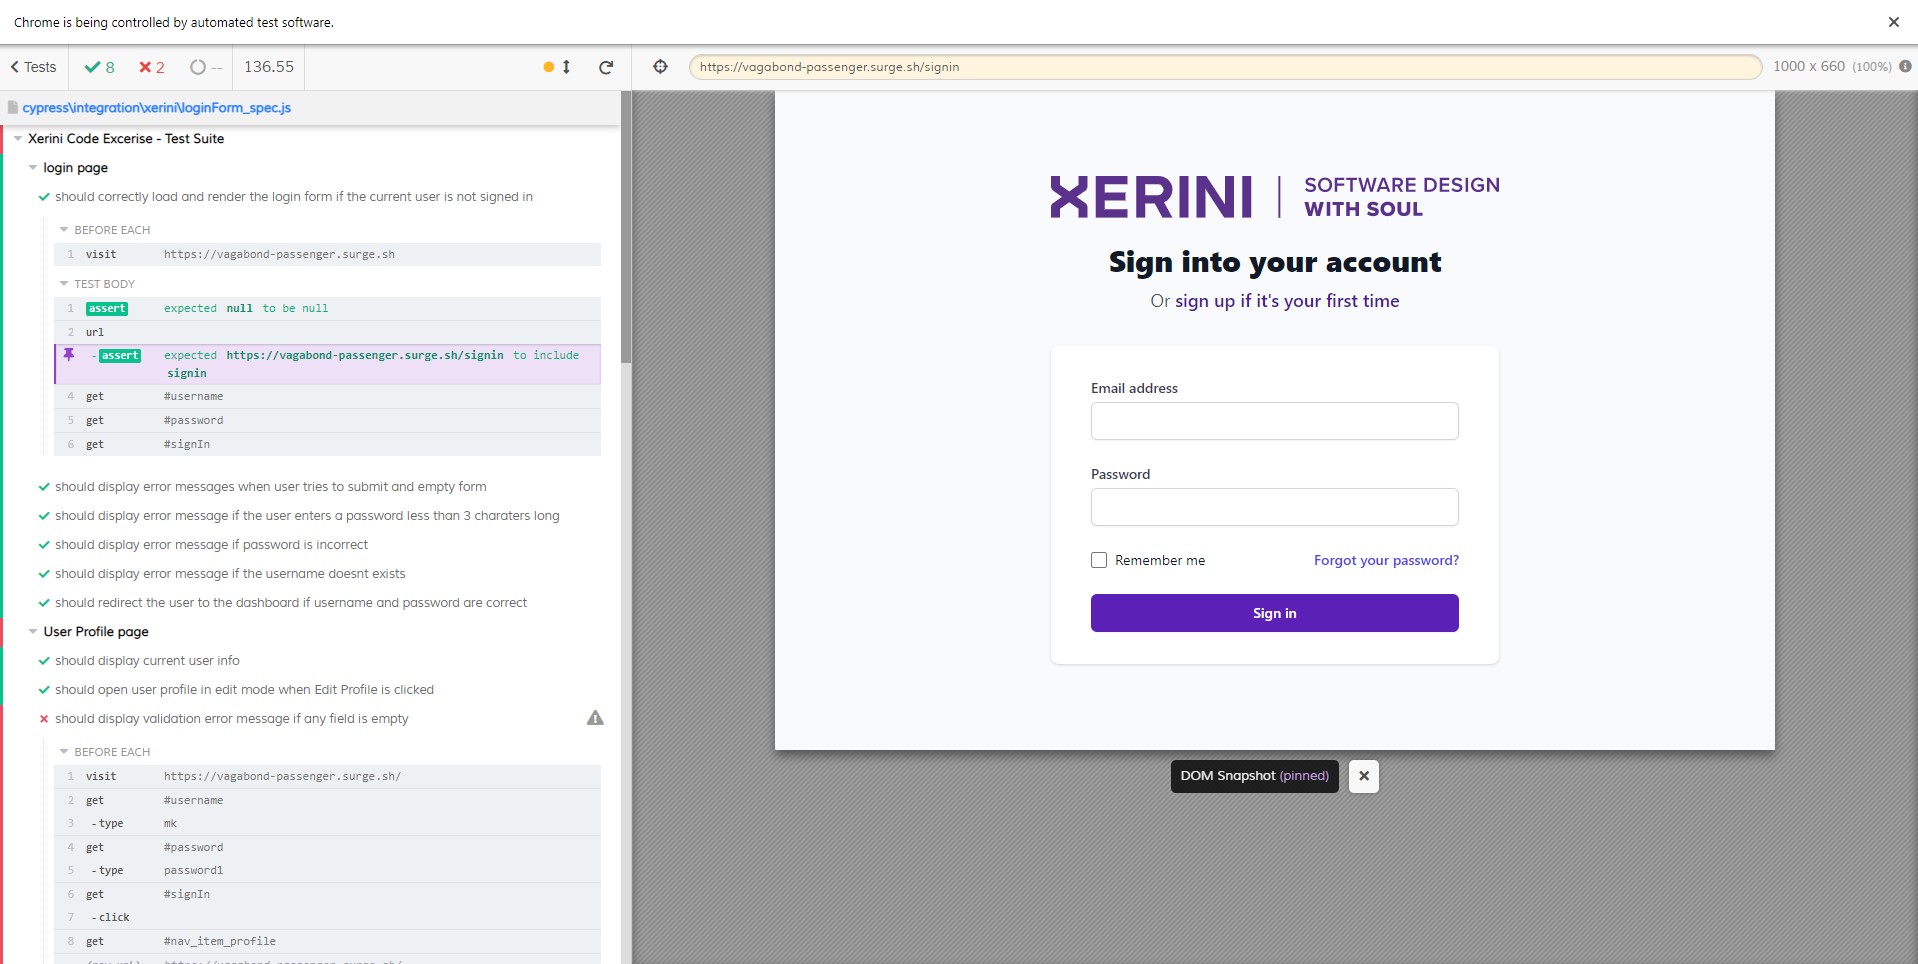 Chrome is being controlled by automated test software.
Tests
8
2
--
136.55
https://vagabond-passenger.surge.sh/signin
1000 x 660 (100%)
cypress\integration\xerini\loginForm_spec.js
Xerini Code Excerise - Test Suite
login page
should correctly load and render the login form if the current user is not signed in
BEFORE EACH
1 visit https://vagabond-passenger.surge.sh
TEST BODY
1 assert expected null to be null
2 url
- assert expected https://vagabond-passenger.surge.sh/signin to include
signin
4 get #username
5 get #password
6 get #signIn
should display error messages when user tries to submit and empty form
should display error message if the user enters a password less than 3 charaters long
should display error message if password is incorrect
should display error message if the username doesnt exists
should redirect the user to the dashboard if username and password are correct
User Profile page
should display current user info
should open user profile in edit mode when Edit Profile is clicked
should display validation error message if any field is empty
BEFORE EACH
1 visit https://vagabond-passenger.surge.sh/
2 get #username
3 -type mk
4 get #password
5 -type password1
6 get #signIn
7 -click
8 get #nav_item_profile
XERINI
SOFTWARE DESIGN
WITH SOUL
Sign into your account
Or sign up if it's your first time
Email address
Password
Remember me
Forgot your password?
Sign in
DOM Snapshot (pinned)